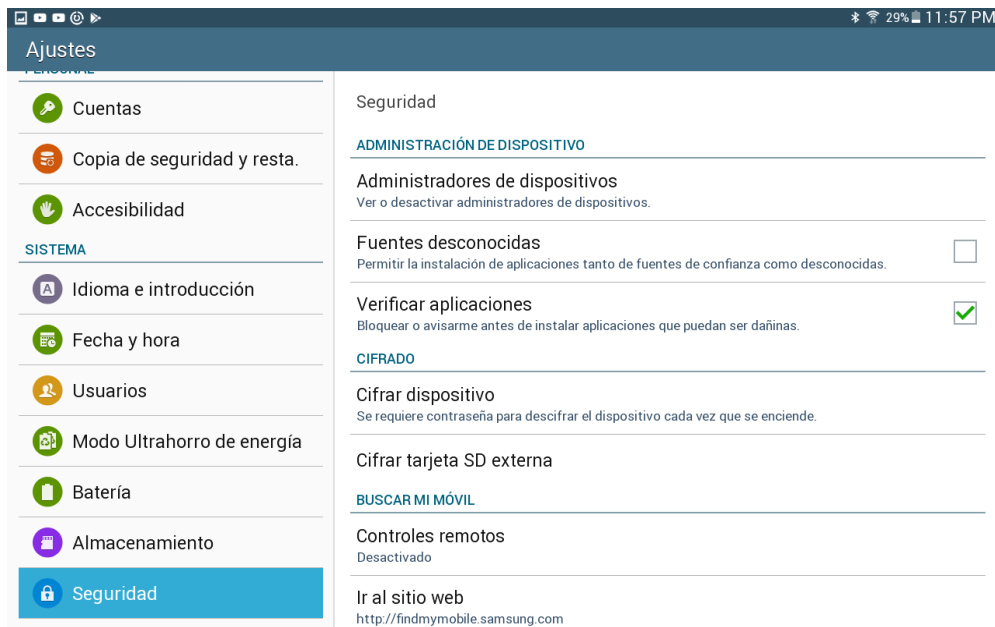 29% 11:57 PM
Ajustes
PERSONAL
Cuentas
Copia de seguridad y resta.
Accesibilidad
SISTEMA
Idioma e introducción
Fecha y hora
Usuarios
Modo Ultrahorro de energía
Batería
Almacenamiento
Seguridad
Seguridad
ADMINISTRACIÓN DE DISPOSITIVO
Administradores de dispositivos
Ver o desactivar administradores de dispositivos.
Fuentes desconocidas
Permitir la instalación de aplicaciones tanto de fuentes de confianza como desconocidas.
Verificar aplicaciones
Bloquear o avisarme antes de instalar aplicaciones que puedan ser dañinas.
CIFRADO
Cifrar dispositivo
Se requiere contraseña para descifrar el dispositivo cada vez que se enciende.
Cifrar tarjeta SD externa
BUSCAR MI MÓVIL
Controles remotos
Desactivado
Ir al sitio web
http://findmymobile.samsung.com